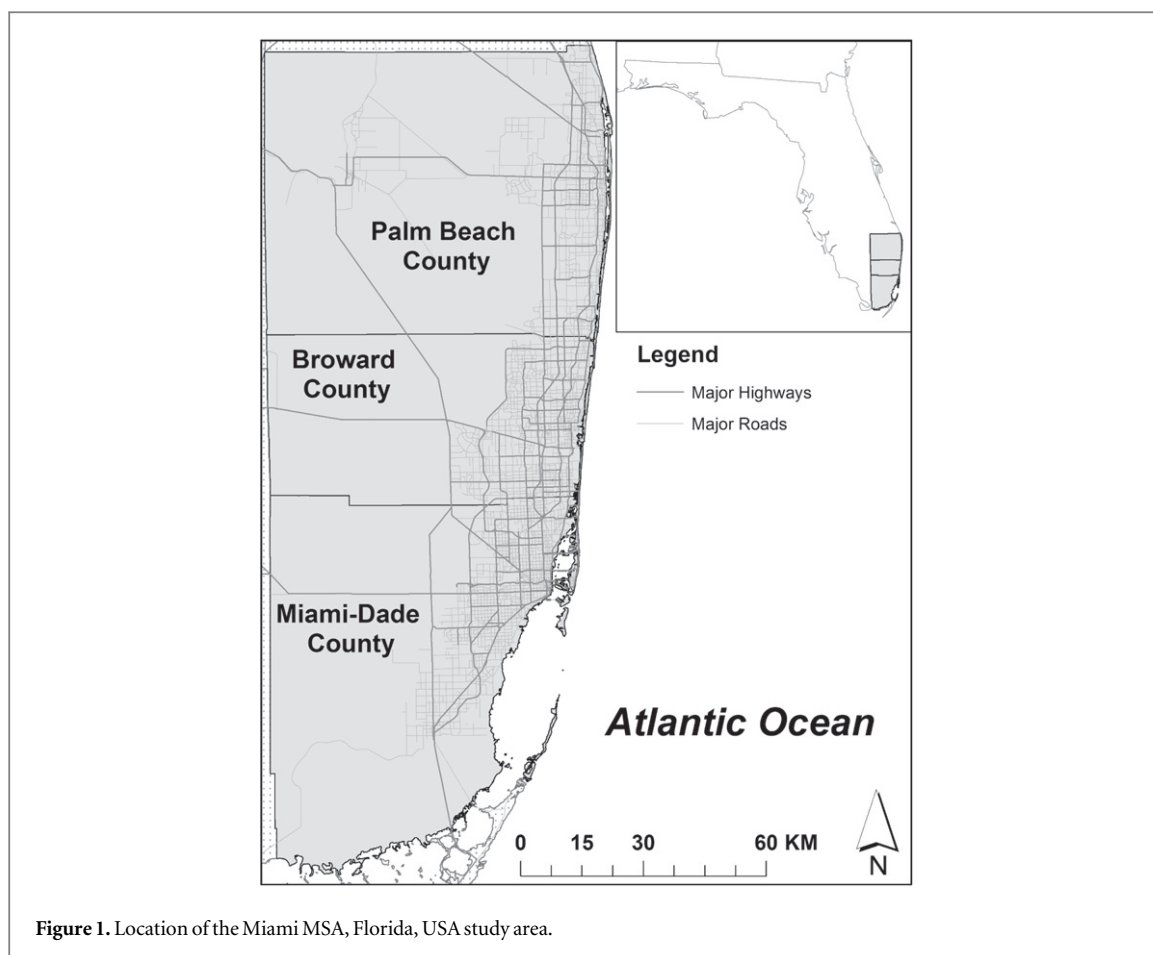 Palm Beach
County
Broward
County
Miami-Dade
County
Legend
Major Highways
Major Roads
Atlantic Ocean
0 15 30 60 KM
N
Figure 1. Location of the Miami MSA, Florida, USA study area.